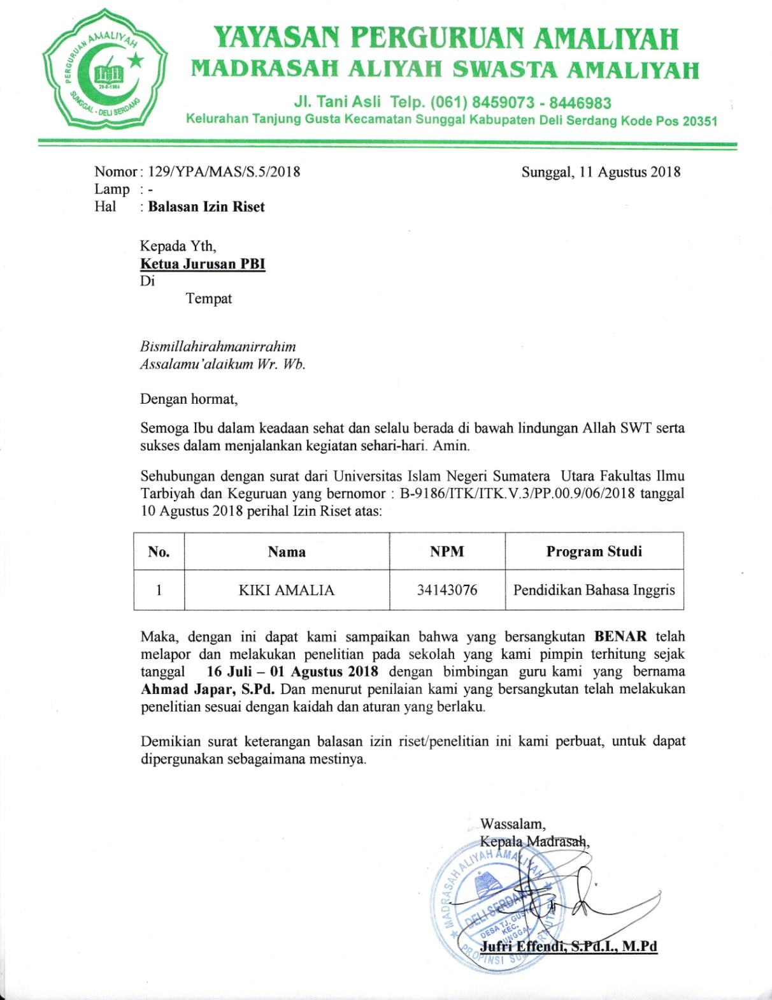 PERGURUAN AMALIYAH
29-8-1984
SUNGGAL - DELI SERDANG
YAYASAN PERGURUAN AMALIYAH
MADRASAH ALIYAH SWASTA AMALIYAH
Jl. Tani Asli Telp. (061) 8459073 - 8446983
Kelurahan Tanjung Gusta Kecamatan Sunggal Kabupaten Deli Serdang Kode Pos 20351
Nomor : 129/YPA/MAS/S.5/2018 Sunggal, 11 Agustus 2018
Lamp : -
Hal : Balasan Izin Riset
Kepada Yth,
Ketua Jurusan PBI
Di
Tempat
Bismillahirahmanirrahim
Assalamu'alaikum Wr. Wb.
Dengan hormat,
Semoga Ibu dalam keadaan sehat dan selalu berada di bawah lindungan Allah SWT serta
sukses dalam menjalankan kegiatan sehari-hari. Amin.
Sehubungan dengan surat dari Universitas Islam Negeri Sumatera Utara Fakultas Ilmu
Tarbiyah dan Keguruan yang bernomor : B-9186/ITK/ITK.V.3/PP.00.9/06/2018 tanggal
10 Agustus 2018 perihal Izin Riset atas:
No. Nama NPM Program Studi
1 KIKI AMALIA 34143076 Pendidikan Bahasa Inggris
Maka, dengan ini dapat kami sampaikan bahwa yang bersangkutan BENAR telah
melapor dan melakukan penelitian pada sekolah yang kami pimpin terhitung sejak
tanggal 16 Juli – 01 Agustus 2018 dengan bimbingan guru kami yang bernama
Ahmad Japar, S.Pd. Dan menurut penilaian kami yang bersangkutan telah melakukan
penelitian sesuai dengan kaidah dan aturan yang berlaku.
Demikian surat keterangan balasan izin riset/penelitian ini kami perbuat, untuk dapat
dipergunakan sebagaimana mestinya.
Wassalam,
Kepala Madrasah,
MADRASAH ALIYAH AMALIYAH
DELI SERDANG
DESA TJ. GUSTA
KEC.
SUNGGAL
PROPINSI SUMATERA UTARA
Jufri Effendi, S.Pd.I., M.Pd